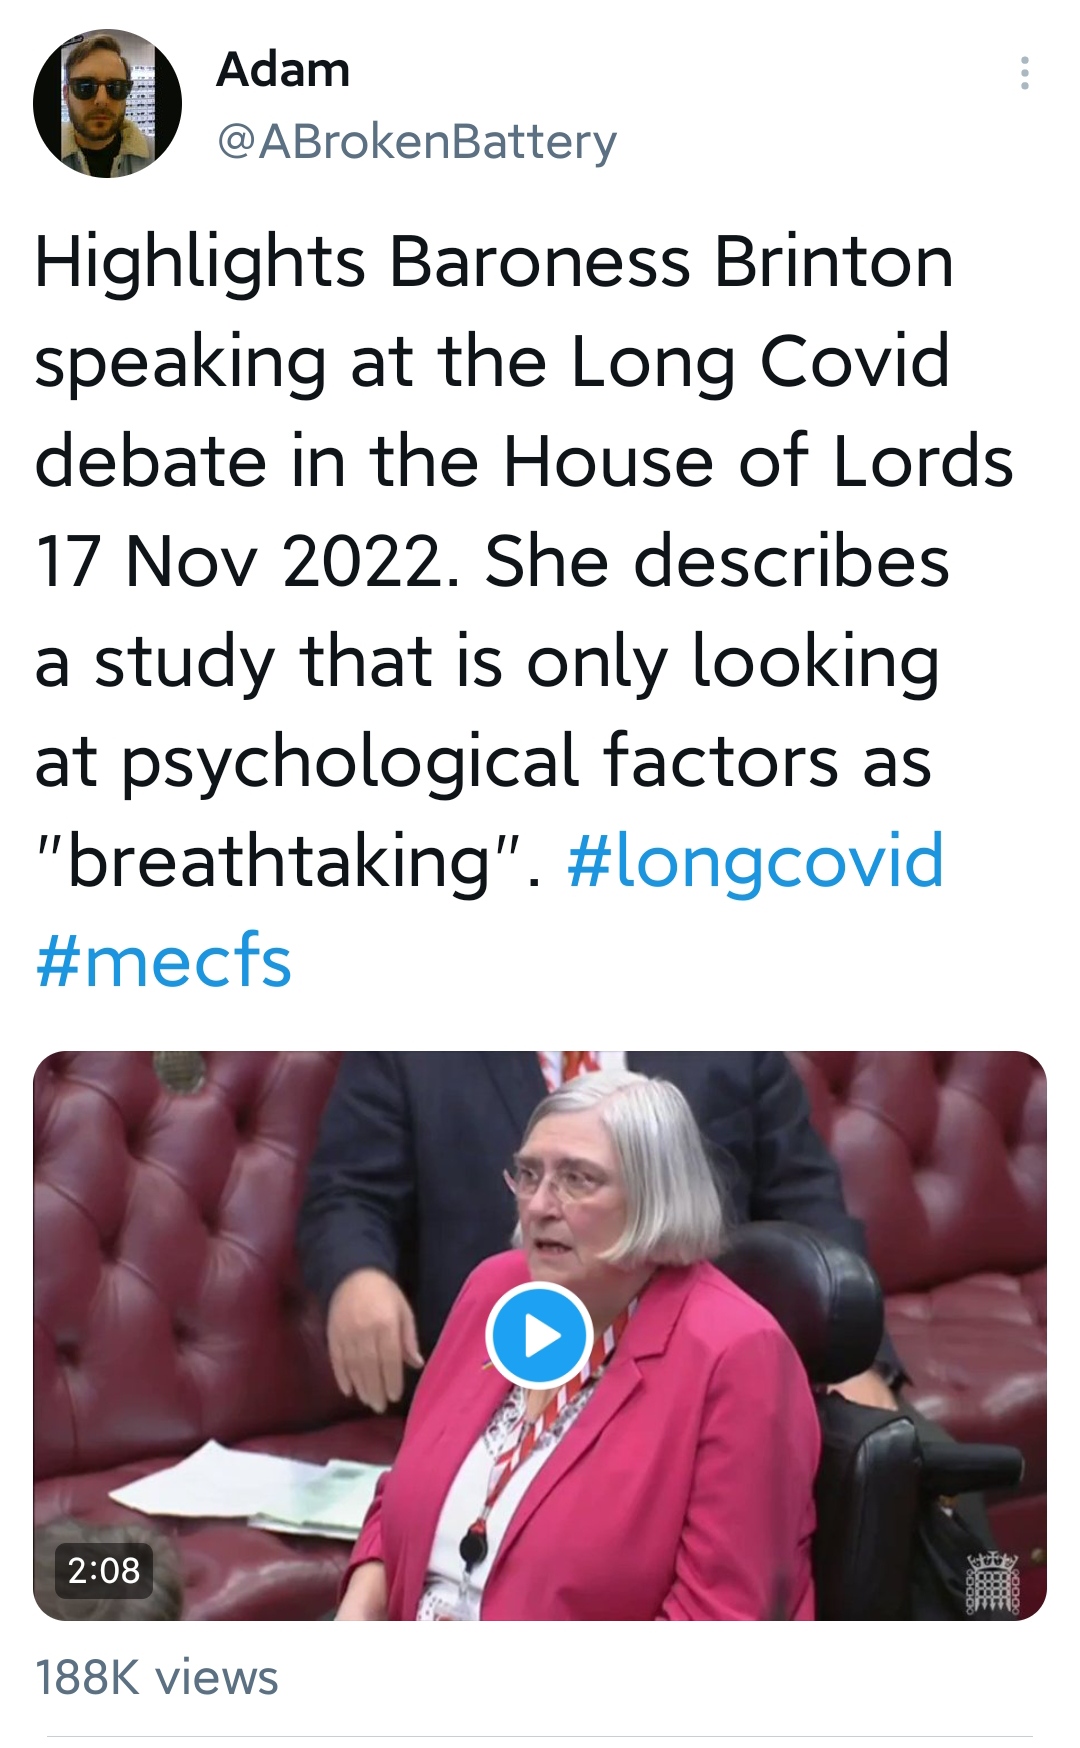 Adam
@ABrokenBattery
Highlights Baroness Brinton
speaking at the Long Covid
debate in the House of Lords
17 Nov 2022. She describes
a study that is only looking
at psychological factors as
"breathtaking". #longcovid
#mecfs
2:08
188K views